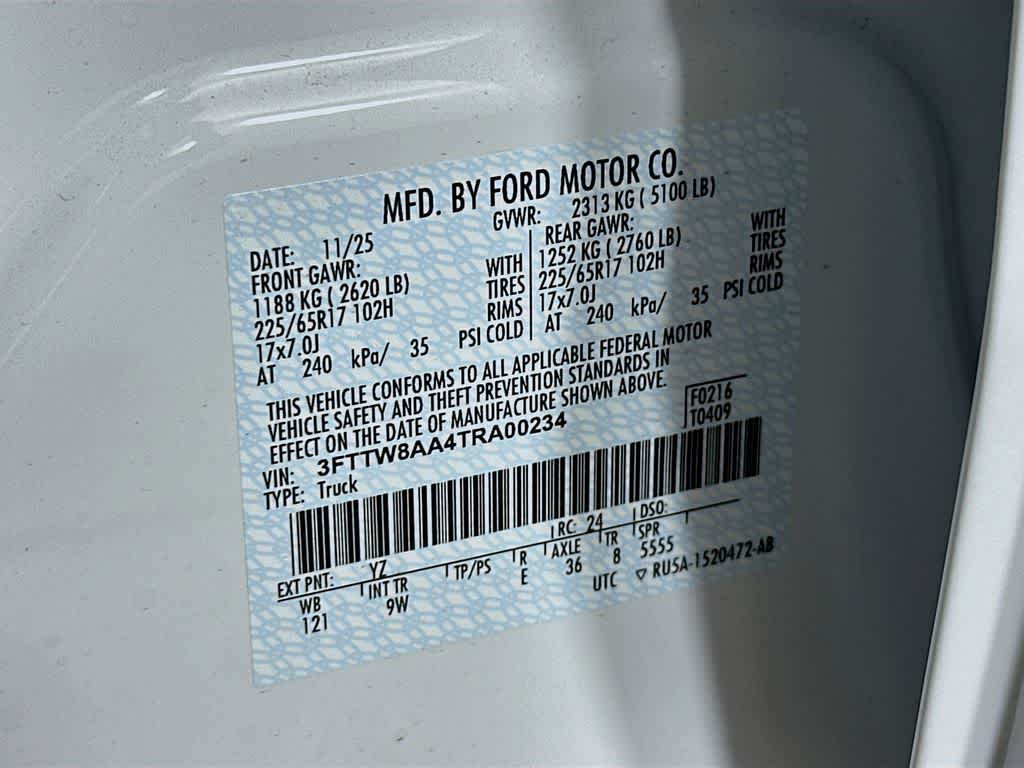 MFD. BY FORD MOTOR CO.
DATE: 11/25 GVWR: 2313 KG ( 5100 LB)
FRONT GAWR: REAR GAWR:
1188 KG ( 2620 LB) WITH 1252 KG ( 2760 LB) WITH
225/65R17 102H TIRES 225/65R17 102H TIRES
17x7.0J RIMS 17x7.0J RIMS
AT 240 kPa/ 35 PSI COLD AT 240 kPa/ 35 PSI COLD
THIS VEHICLE CONFORMS TO ALL APPLICABLE FEDERAL MOTOR
VEHICLE SAFETY AND THEFT PREVENTION STANDARDS IN
EFFECT ON THE DATE OF MANUFACTURE SHOWN ABOVE.
VIN: 3FTTW8AA4TRA00234 F0216
TYPE: Truck T0409
EXT PNT: YZ RC: 24 DSO:
WB INT TR TP/PS R AXLE TR SPR
121 9W E 36 8 5555
UTC ▽ RU5A-1520472-AB